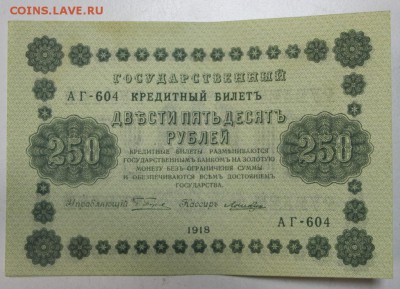 COINS.LAVE.RU
ГОСУДАРСТВЕННЫЙ
АГ-604 КРЕДИТНЫЙ БИЛЕТЪ
ДВѢСТИ ПЯТЬДЕСЯТЪ
РУБЛЕЙ
250 250
КРЕДИТНЫЕ БИЛЕТЫ РАЗМѢНИВАЮТСЯ
ГОСУДАРСТВЕННЫМЪ БАНКОМЪ НА ЗОЛОТУЮ
МОНЕТУ БЕЗЪ ОГРАНИЧЕНІЯ СУММЫ
И ОБЕЗПЕЧИВАЮТСЯ ВСѢМЪ ДОСТОЯНІЕМЪ
ГОСУДАРСТВА.
Управляющій Кассиръ
АГ-604
1918